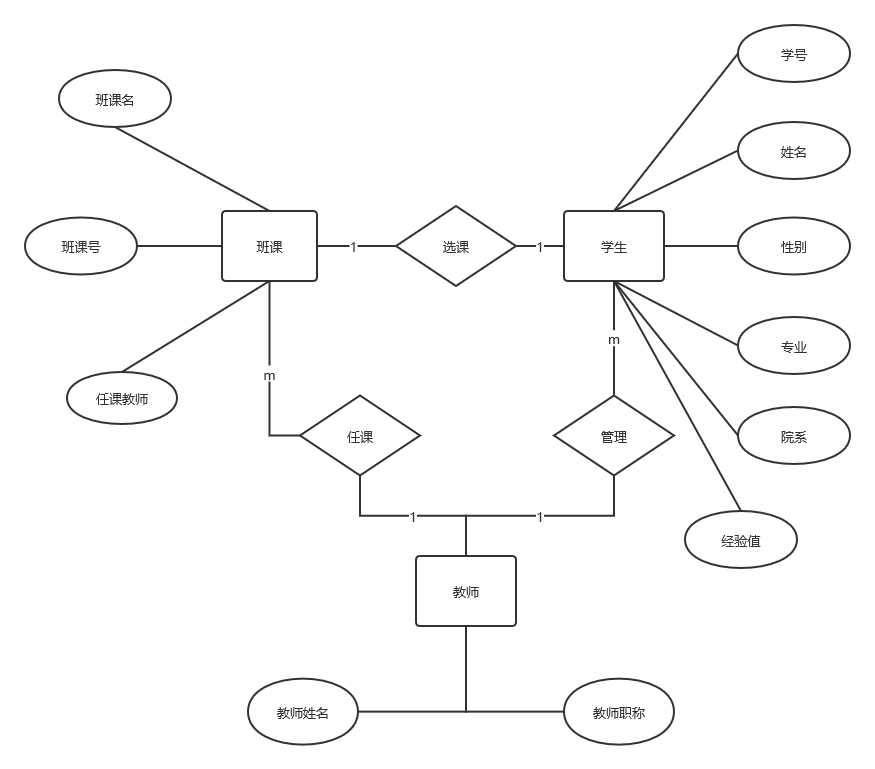 学号
班课名
姓名
班课号
班课
1
选课
1
学生
性别
m
专业
m
任课教师
任课
管理
院系
1
1
经验值
教师
教师姓名
教师职称